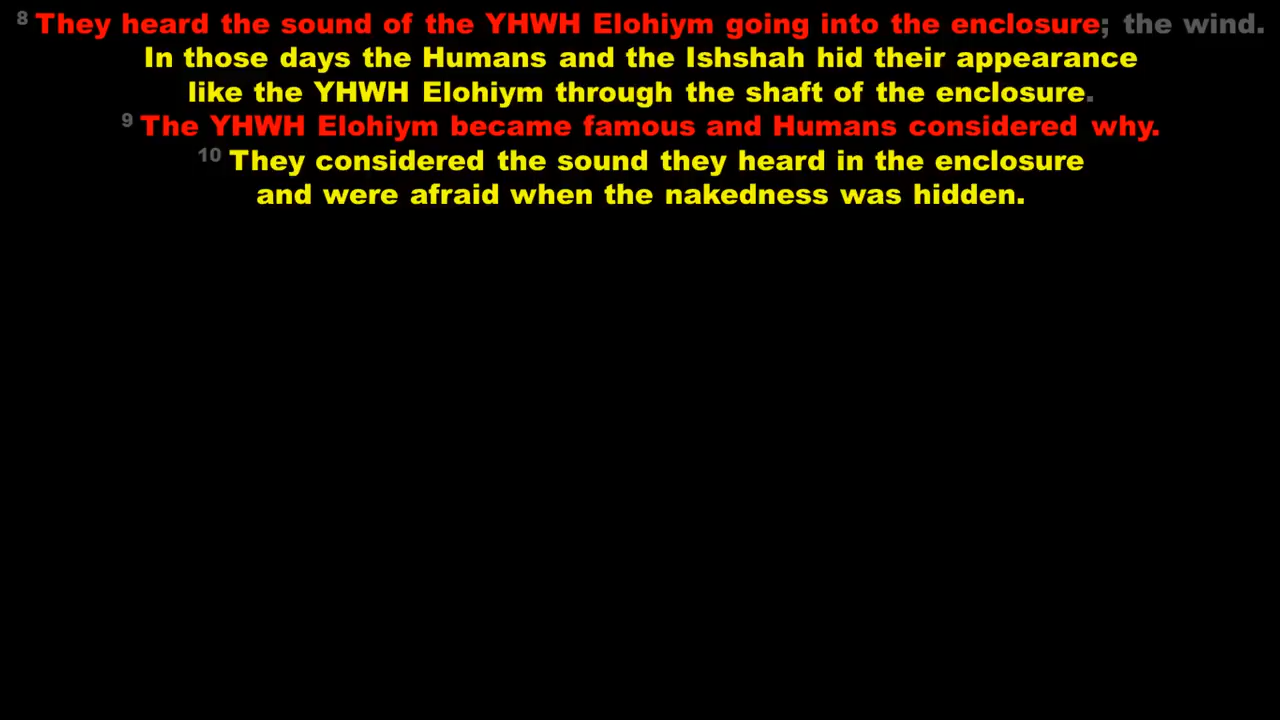 8 They heard the sound of the YHWH Elohiym going into the enclosure; the wind.
In those days the Humans and the Ishshah hid their appearance
like the YHWH Elohiym through the shaft of the enclosure.
9 The YHWH Elohiym became famous and Humans considered why.
10 They considered the sound they heard in the enclosure
and were afraid when the nakedness was hidden.